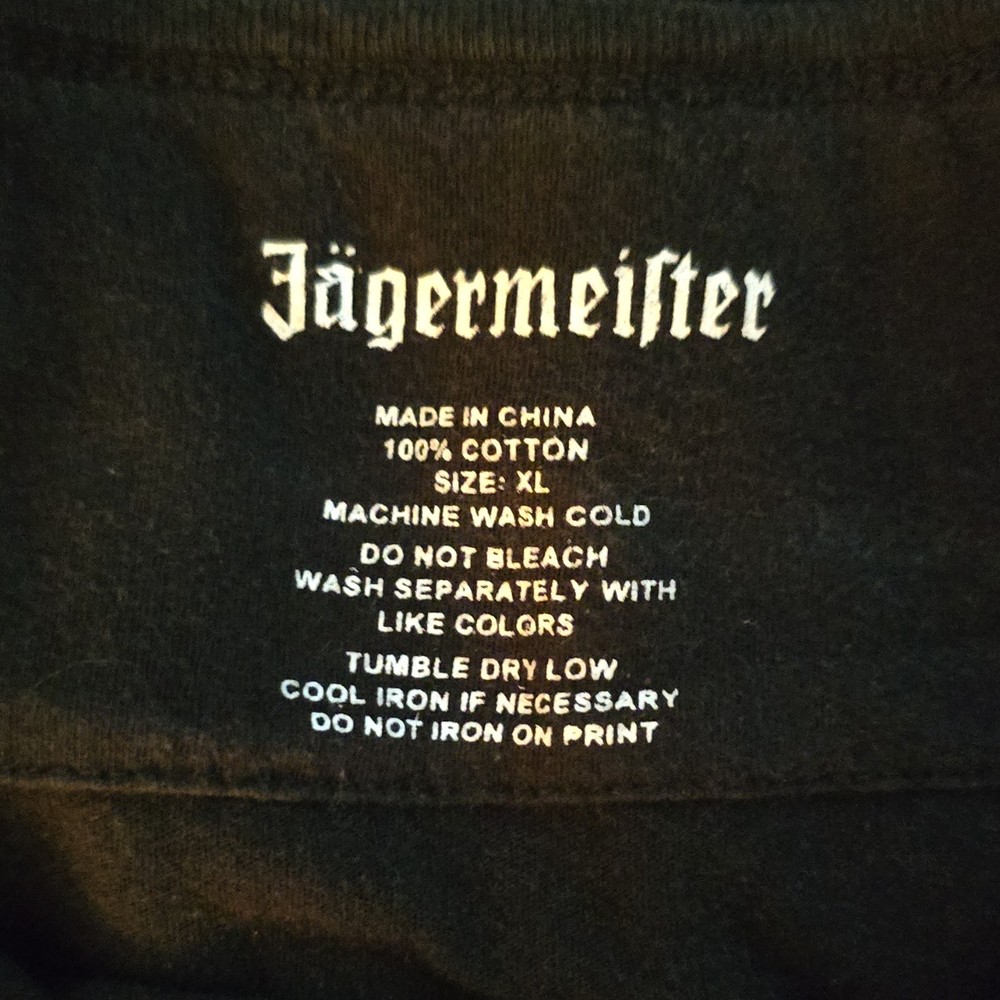 Jägermeiſter
MADE IN CHINA
100% COTTON
SIZE: XL
MACHINE WASH COLD
DO NOT BLEACH
WASH SEPARATELY WITH
LIKE COLORS
TUMBLE DRY LOW
COOL IRON IF NECESSARY
DO NOT IRON ON PRINT